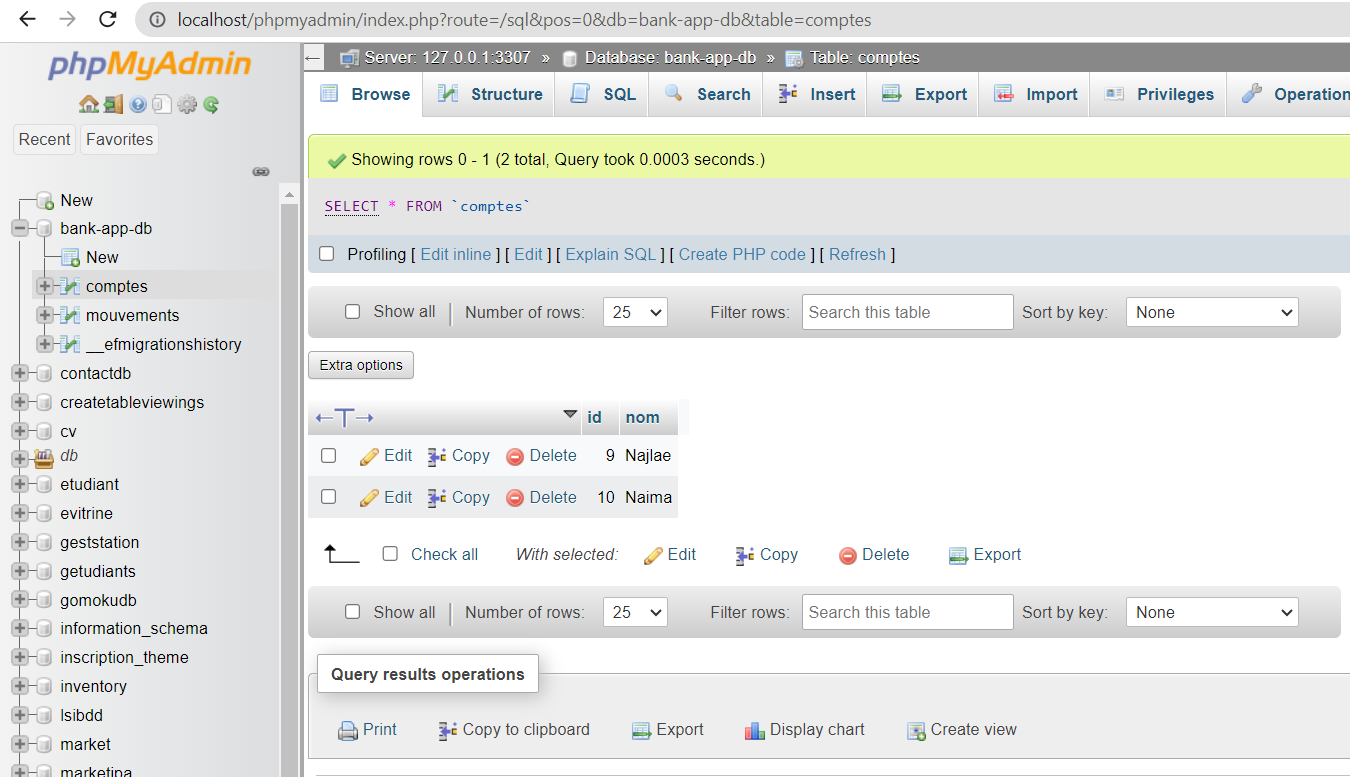 localhost/phpmyadmin/index.php?route=/sql&pos=0&db=bank-app-db&table=comptes
phpMyAdmin
Recent Favorites
New
bank-app-db
New
comptes
mouvements
__efmigrationshistory
contactdb
createtableviewings
cv
db
etudiant
evitrine
geststation
getudiants
gomokudb
information_schema
inscription_theme
inventory
lsibdd
market
marketipa
Server: 127.0.0.1:3307 » Database: bank-app-db » Table: comptes
Browse Structure SQL Search Insert Export Import Privileges Operation
Showing rows 0 - 1 (2 total, Query took 0.0003 seconds.)
SELECT * FROM `comptes`
Profiling [ Edit inline ] [ Edit ] [ Explain SQL ] [ Create PHP code ] [ Refresh ]
Show all | Number of rows: 25 Filter rows: Search this table Sort by key: None
Extra options
←T→ id nom
Edit Copy Delete 9 Najlae
Edit Copy Delete 10 Naima
Check all With selected: Edit Copy Delete Export
Show all | Number of rows: 25 Filter rows: Search this table Sort by key: None
Query results operations
Print Copy to clipboard Export Display chart Create view